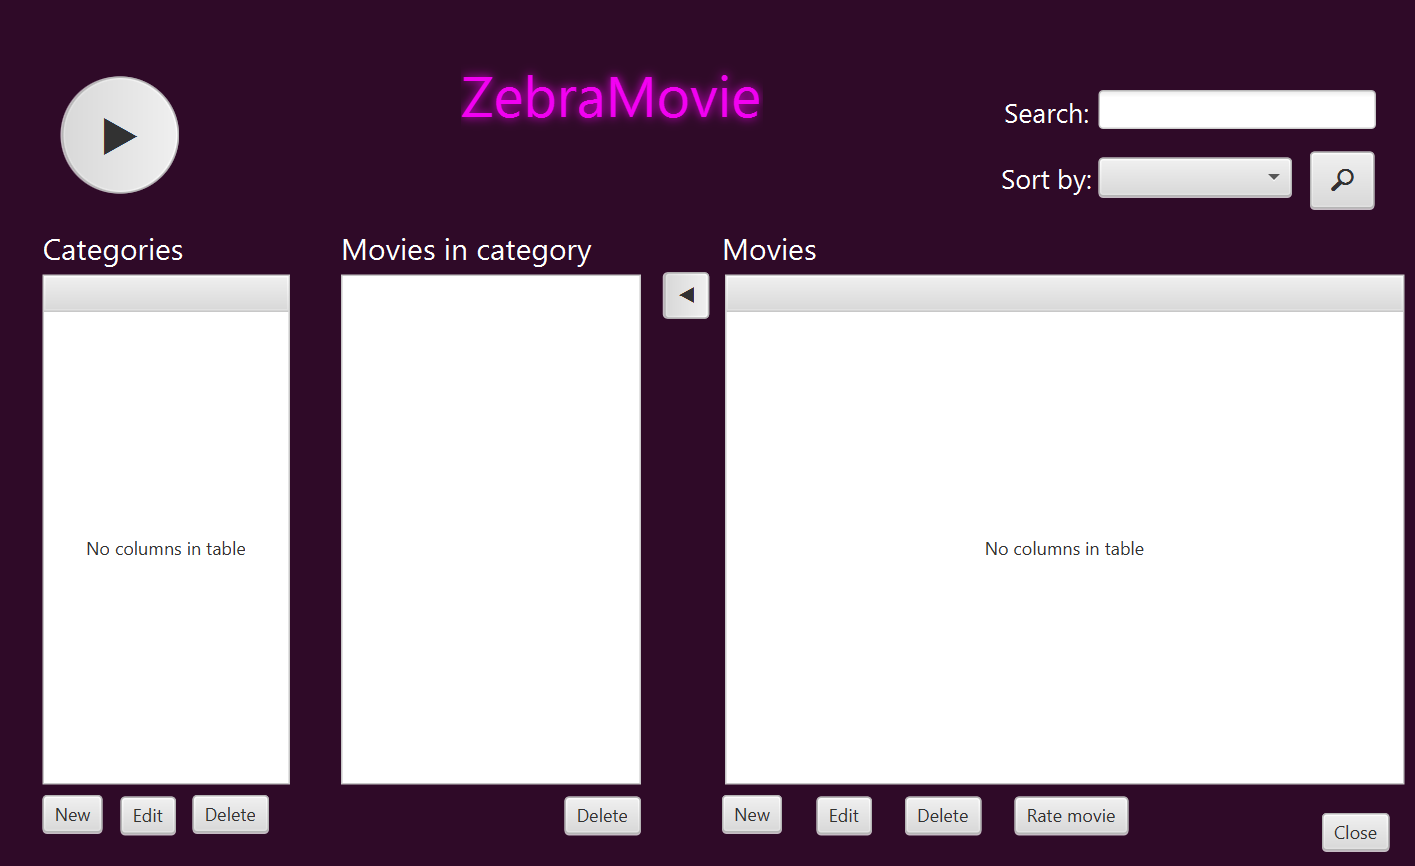 ZebraMovie
Search:
Sort by:
Categories
Movies in category
Movies
No columns in table
No columns in table
New
Edit
Delete
Delete
New
Edit
Delete
Rate movie
Close